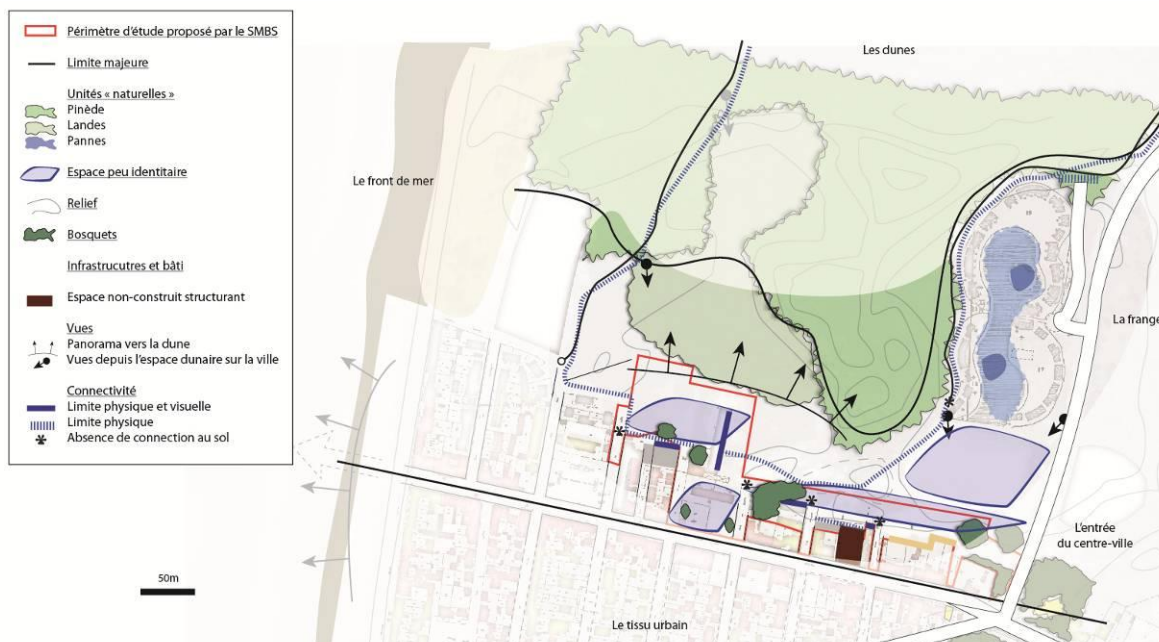 Périmètre d'étude proposé par le SMBS
Limite majeure
Unités « naturelles »
Pinède
Landes
Pannes
Espace peu identitaire
Relief
Bosquets
Infrastrucutres et bâti
Espace non-construit structurant
Vues
Panorama vers la dune
Vues depuis l'espace dunaire sur la ville
Connectivité
Limite physique et visuelle
Limite physique
Absence de connection au sol
50m
Les dunes
Le front de mer
La frange
L'entrée
du centre-ville
Le tissu urbain